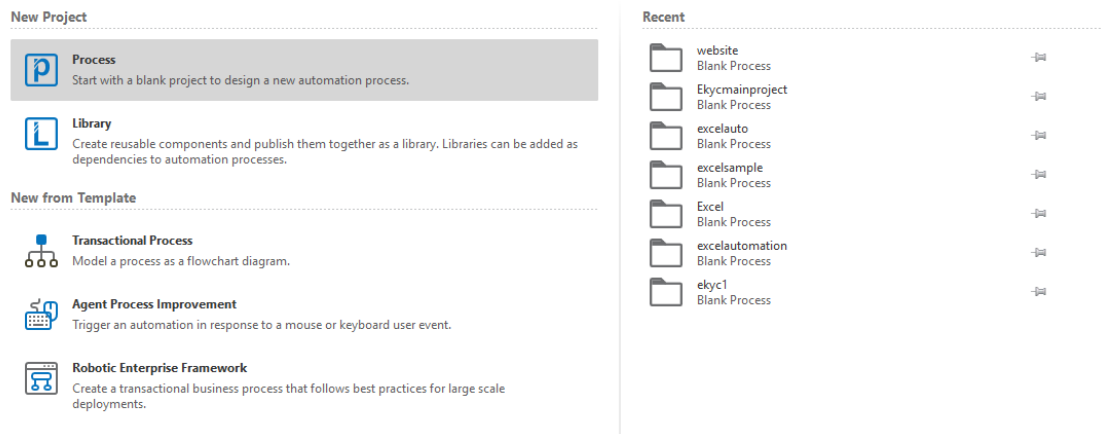 New Project
Process
Start with a blank project to design a new automation process.
Library
Create reusable components and publish them together as a library. Libraries can be added as
dependencies to automation processes.
New from Template
Transactional Process
Model a process as a flowchart diagram.
Agent Process Improvement
Trigger an automation in response to a mouse or keyboard user event.
Robotic Enterprise Framework
Create a transactional business process that follows best practices for large scale
deployments.
Recent
website
Blank Process
Ekycmainproject
Blank Process
excelauto
Blank Process
excelsample
Blank Process
Excel
Blank Process
excelautomation
Blank Process
ekyc1
Blank Process